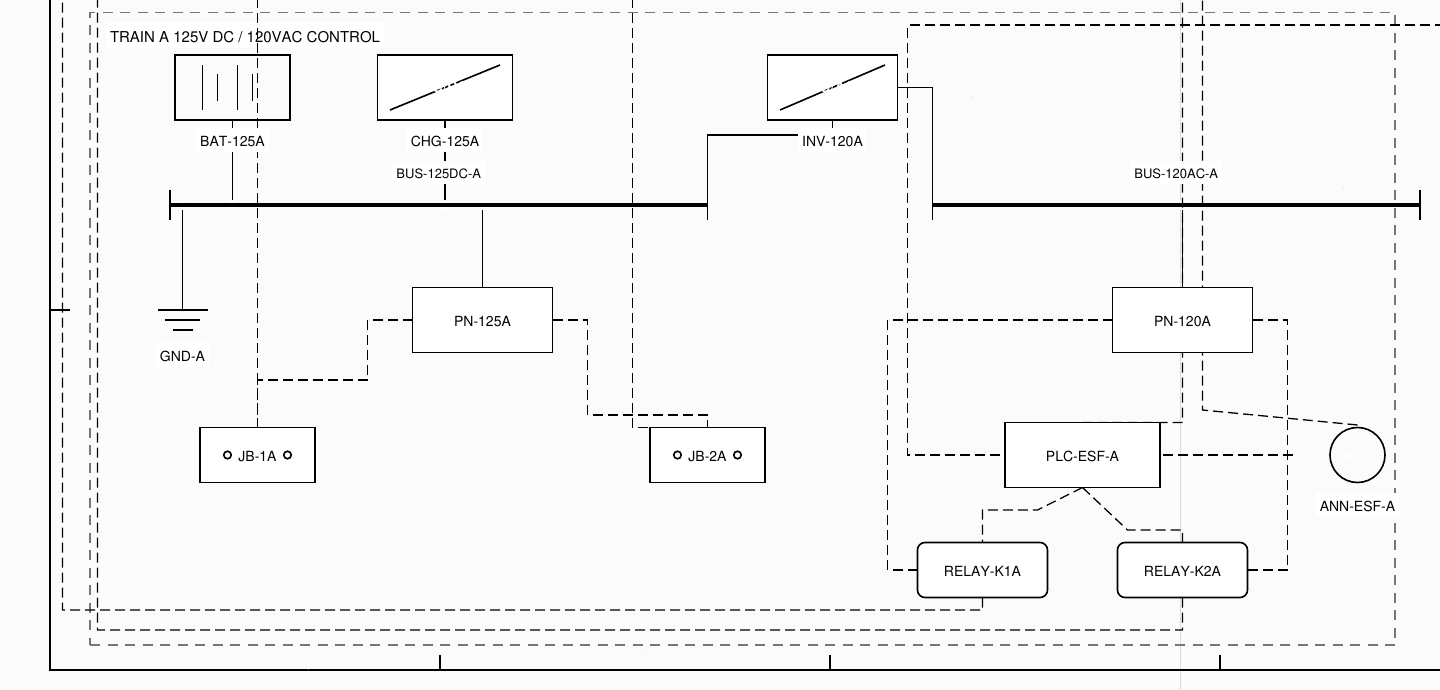 TRAIN A 125V DC / 120VAC CONTROL
BAT-125A
CHG-125A
INV-120A
BUS-125DC-A
BUS-120AC-A
PN-125A
PN-120A
GND-A
JB-1A
JB-2A
PLC-ESF-A
ANN-ESF-A
RELAY-K1A
RELAY-K2A